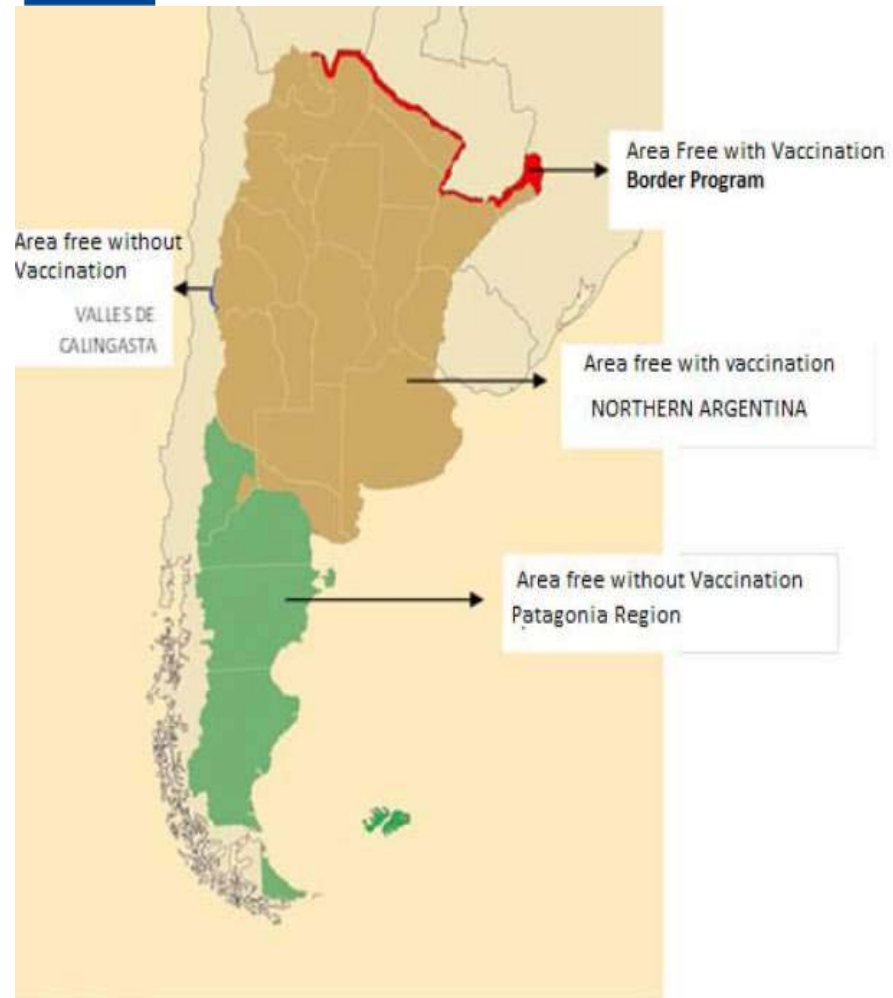 Area Free with Vaccination
Border Program
Area free without
Vaccination
VALLES DE
CALINGASTA
Area free with vaccination
NORTHERN ARGENTINA
Area free without Vaccination
Patagonia Region